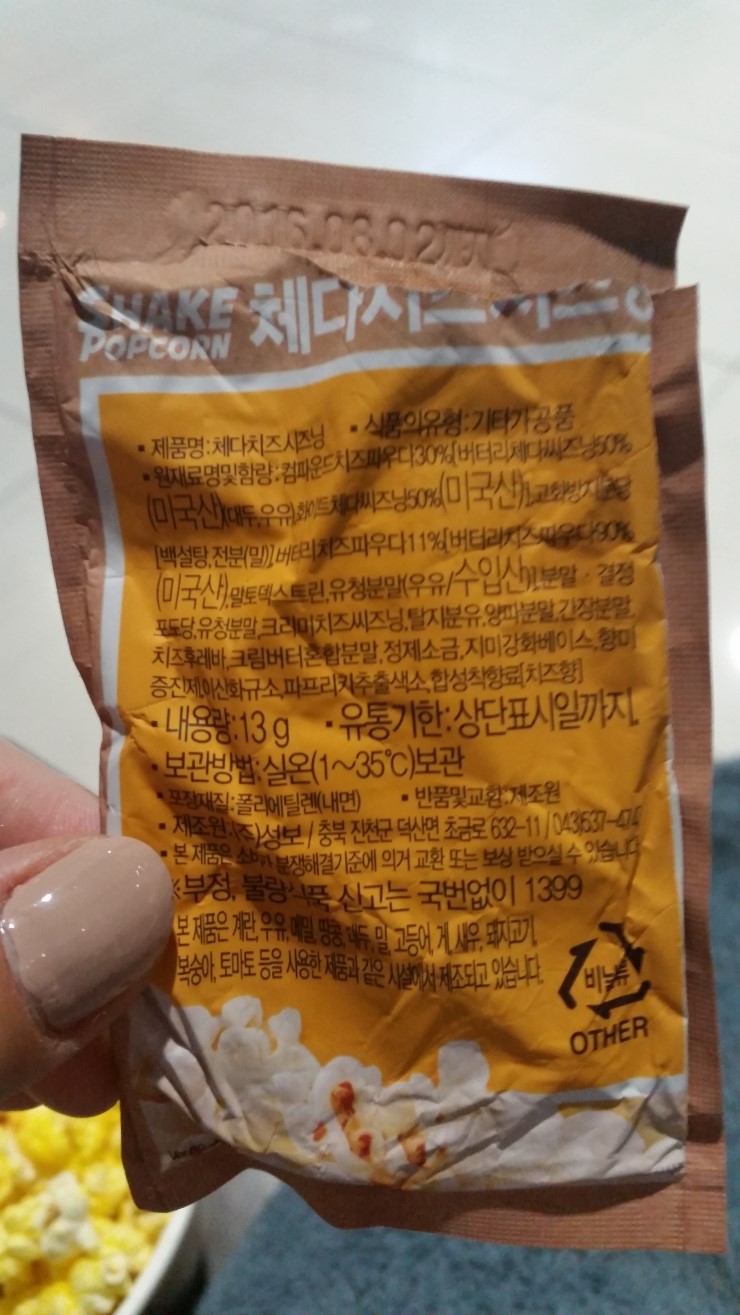 2016.08.02
SHAKE
POPCORN
체다치즈씨즈닝
▪ 제품명:체다치즈시즈닝 ▪ 식품의유형:기타가공품
▪ 원재료명및함량:컴파운드치즈파우다30%[버터리체다씨즈닝50%
(미국산)(대두,우유),화이트체다씨즈닝50%(미국산)],고화방지분당
[백설탕,전분(밀)],버터리치즈파우다11%[버터리치즈파우다90%
(미국산),말토덱스트린,유청분말(우유/수입산)],분말·결정
포도당,유청분말,크리미치즈씨즈닝,탈지분유,양파분말,간장분말,
치즈후레바,크림버터혼합분말,정제소금,지미강화베이스,향미
증진제,이산화규소,파프리카추출색소,합성착향료[치즈향]
▪ 내용량:13g ▪ 유통기한:상단표시일까지.
▪ 보관방법:실온(1~35℃)보관
▪ 포장재질:폴리에틸렌(내면) ▪ 반품및교환:제조원
▪ 제조원:(주)성보/충북 진천군 덕산면 초금로 632-11/043)537-4747
▪ 본 제품은 소비자 분쟁해결기준에 의거 교환 또는 보상 받으실 수 있습니다
※부정, 불량식품 신고는 국번없이 1399
본 제품은 계란, 우유, 메밀, 땅콩, 대두, 밀, 고등어, 게, 새우, 돼지고기,
복숭아, 토마토 등을 사용한 제품과 같은 시설에서 제조되고 있습니다.
비닐류
OTHER